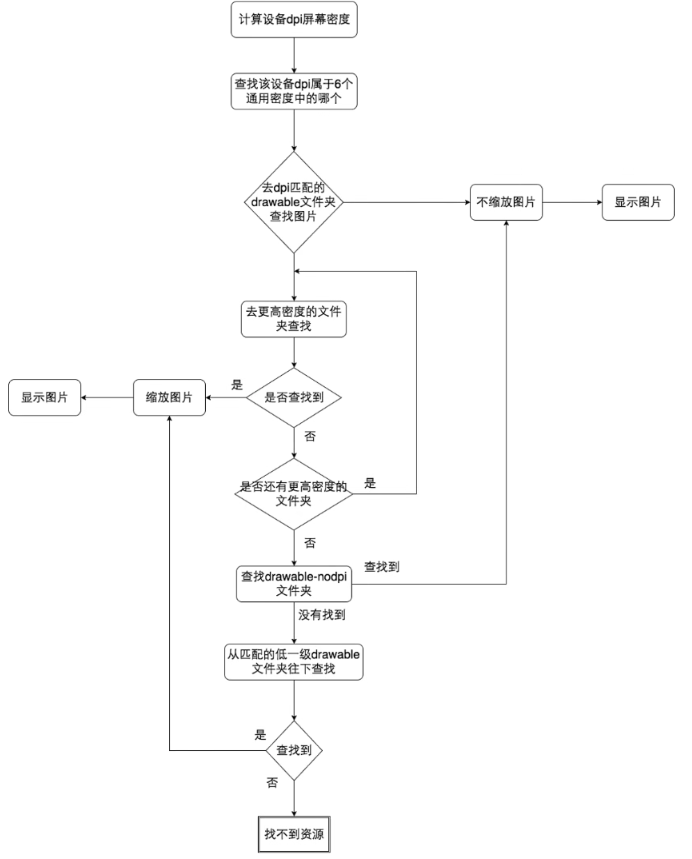 计算设备dpi屏幕密度
查找该设备dpi属于6个
通用密度中的哪个
去dpi匹配的
drawable文件夹
查找图片
不缩放图片
显示图片
去更高密度的文件
夹查找
是否查找到
是
缩放图片
显示图片
否
是否还有更高密度的
文件夹
是
否
查找drawable-nodpi
文件夹
查找到
没有找到
从匹配的低一级drawable
文件夹往下查找
查找到
是
否
找不到资源